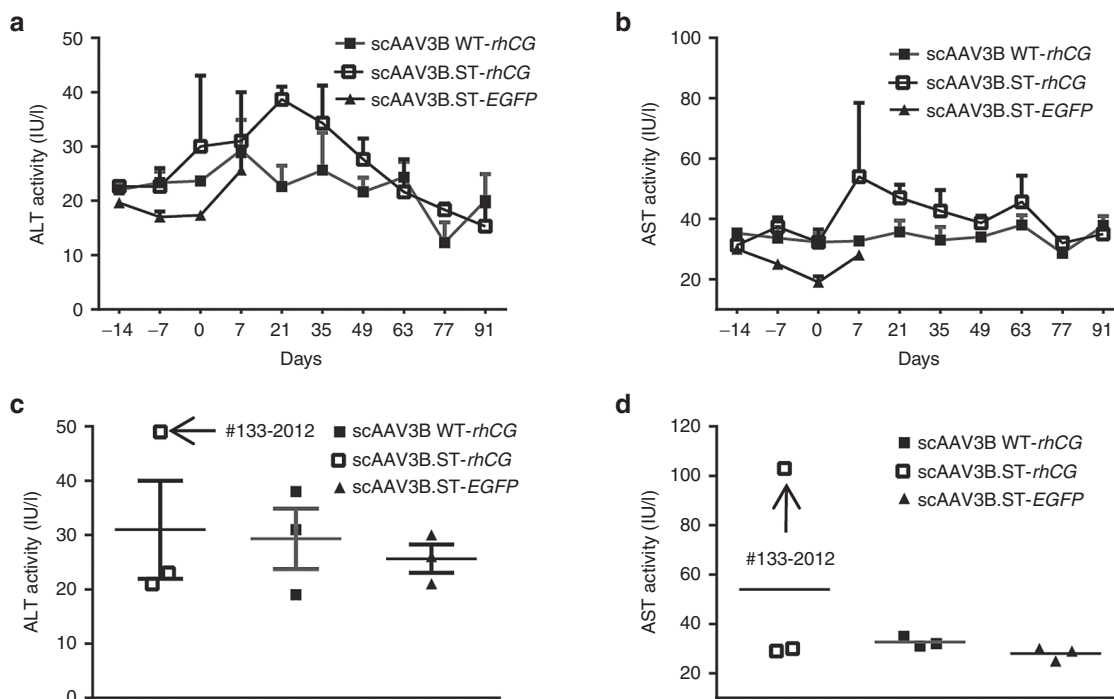 a
50
40
30
20
10
0
ALT activity (IU/l)
scAAV3B WT-rhCG
scAAV3B.ST-rhCG
scAAV3B.ST-EGFP
−14 −7 0 7 21 35 49 63 77 91
Days
b
100
80
60
40
20
AST activity (IU/l)
scAAV3B WT-rhCG
scAAV3B.ST-rhCG
scAAV3B.ST-EGFP
−14 −7 0 7 21 35 49 63 77 91
Days
c
50
40
30
20
10
0
ALT activity (IU/l)
#133-2012
scAAV3B WT-rhCG
scAAV3B.ST-rhCG
scAAV3B.ST-EGFP
d
120
100
80
60
40
20
AST activity (IU/l)
#133-2012
scAAV3B WT-rhCG
scAAV3B.ST-rhCG
scAAV3B.ST-EGFP